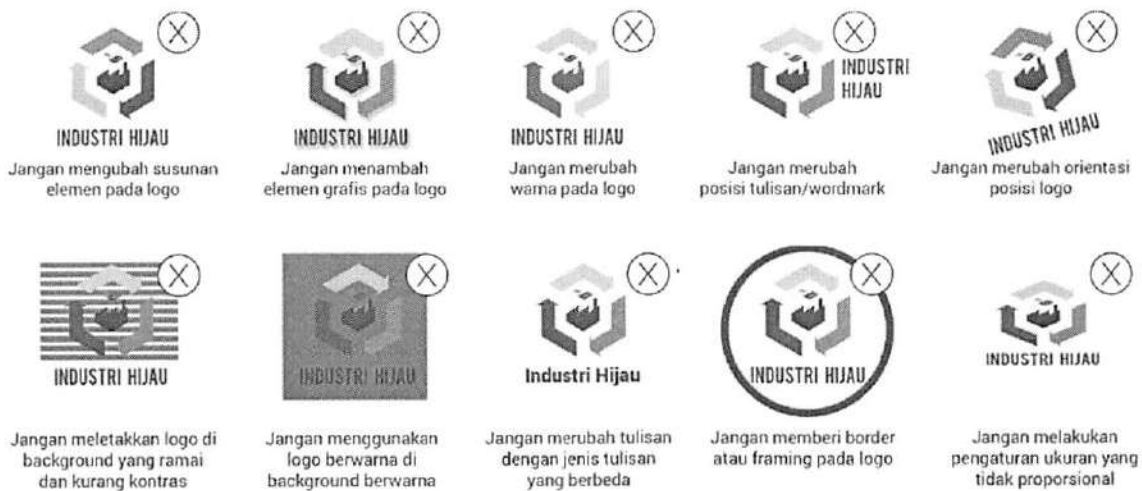 INDUSTRI HIJAU
Jangan mengubah susunan
elemen pada logo
INDUSTRI HIJAU
Jangan menambah
elemen grafis pada logo
INDUSTRI HIJAU
Jangan merubah
warna pada logo
INDUSTRI
HIJAU
Jangan merubah
posisi tulisan/wordmark
INDUSTRI HIJAU
Jangan merubah orientasi
posisi logo
INDUSTRI HIJAU
Jangan meletakkan logo di
background yang ramai
dan kurang kontras
INDUSTRI HIJAU
Jangan menggunakan
logo berwarna di
background berwarna
Industri Hijau
Jangan merubah tulisan
dengan jenis tulisan
yang berbeda
INDUSTRI HIJAU
Jangan memberi border
atau framing pada logo
INDUSTRI HIJAU
Jangan melakukan
pengaturan ukuran yang
tidak proporsional